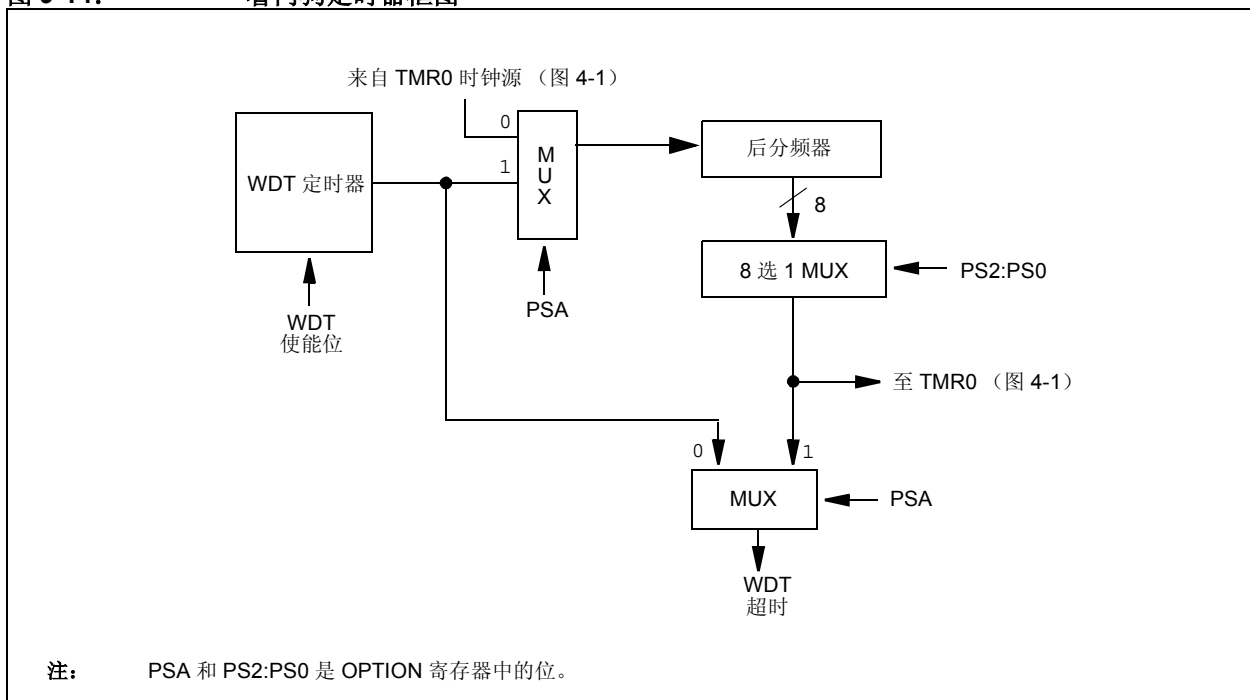 来自 TMR0 时钟源 （图 4-1）
0
1
M
U
X
WDT 定时器
后分频器
8
8 选 1 MUX
PS2:PS0
PSA
WDT
使能位
至 TMR0 （图 4-1）
0
1
MUX
PSA
WDT
超时
注： PSA 和 PS2:PS0 是 OPTION 寄存器中的位。